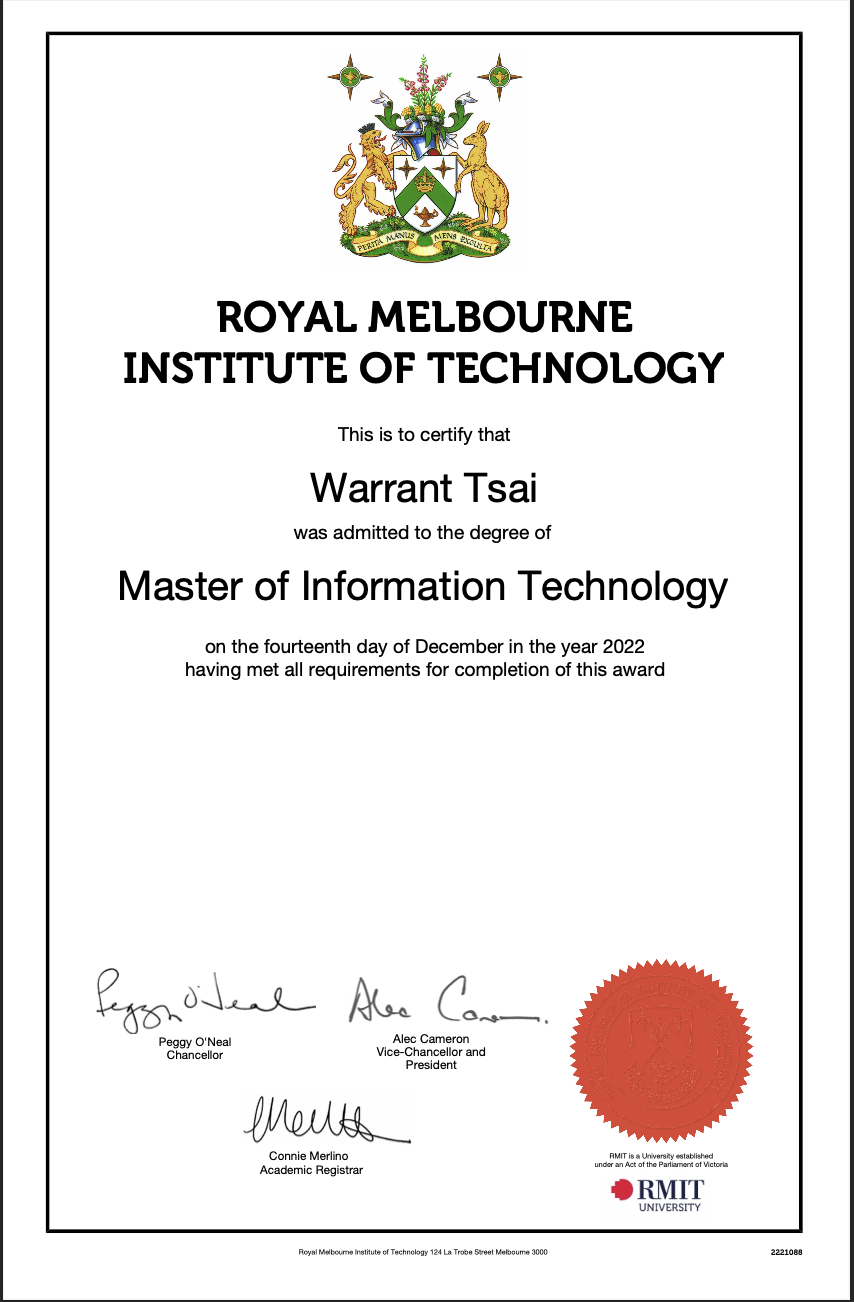 PERITA MANUS MENS EXCULTA
ROYAL MELBOURNE
INSTITUTE OF TECHNOLOGY
This is to certify that
Warrant Tsai
was admitted to the degree of
Master of Information Technology
on the fourteenth day of December in the year 2022
having met all requirements for completion of this award
Peggy O'Neal Alec Cameron
Peggy O'Neal
Chancellor
Alec Cameron
Vice-Chancellor and
President
Connie Merlino
Academic Registrar
RMIT is a University established
under an Act of the Parliament of Victoria
RMIT
UNIVERSITY
Royal Melbourne Institute of Technology 124 La Trobe Street Melbourne 3000
2221088